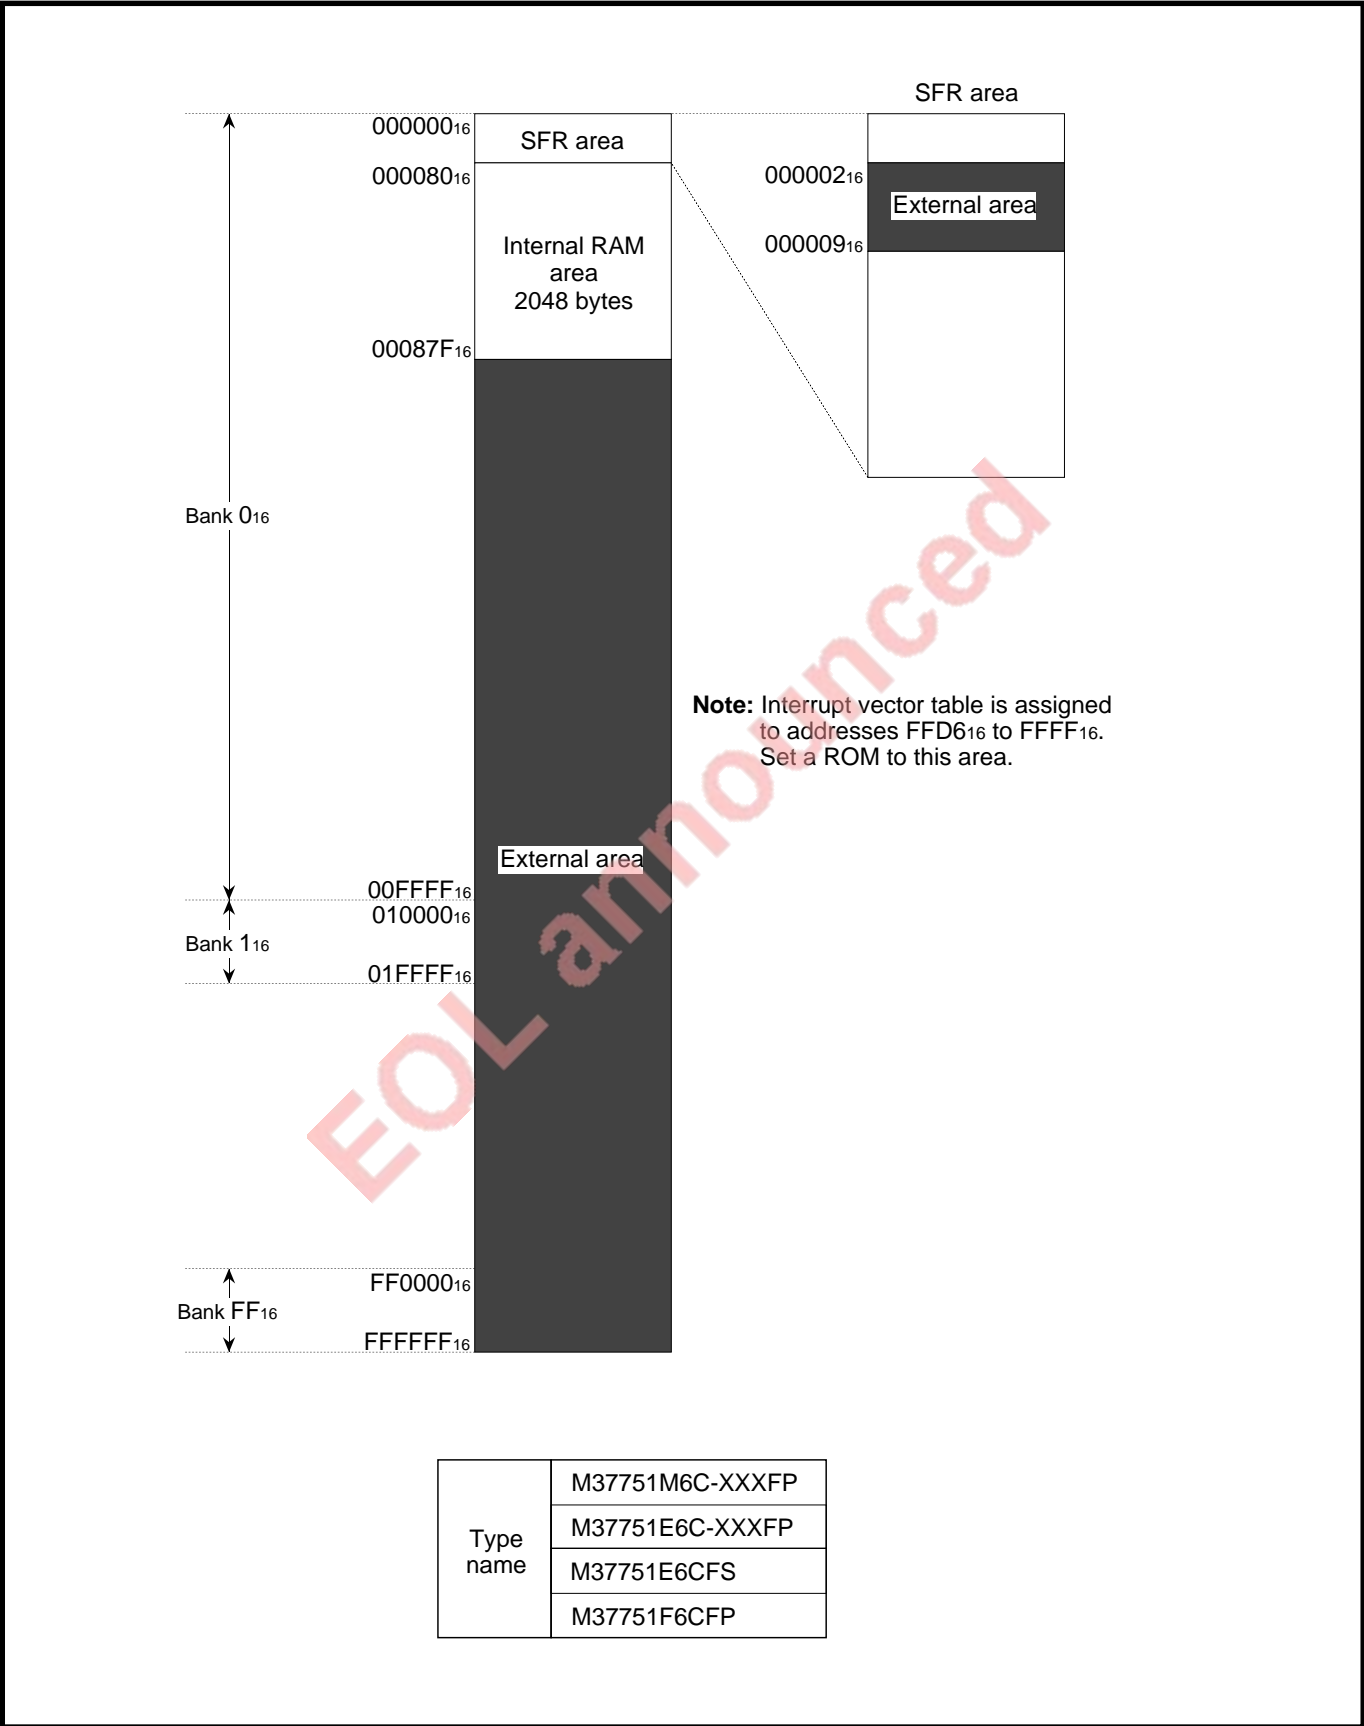 SFR area
000000₁₆
SFR area
000080₁₆
000002₁₆
External area
000009₁₆
Internal RAM
area
2048 bytes
00087F₁₆
Bank 0₁₆
Note: Interrupt vector table is assigned
to addresses FFD6₁₆ to FFFF₁₆.
Set a ROM to this area.
External area
00FFFF₁₆
010000₁₆
Bank 1₁₆
01FFFF₁₆
EOL announced
FF0000₁₆
Bank FF₁₆
FFFFFF₁₆
Type
name
M37751M6C-XXXFP
M37751E6C-XXXFP
M37751E6CFS
M37751F6CFP